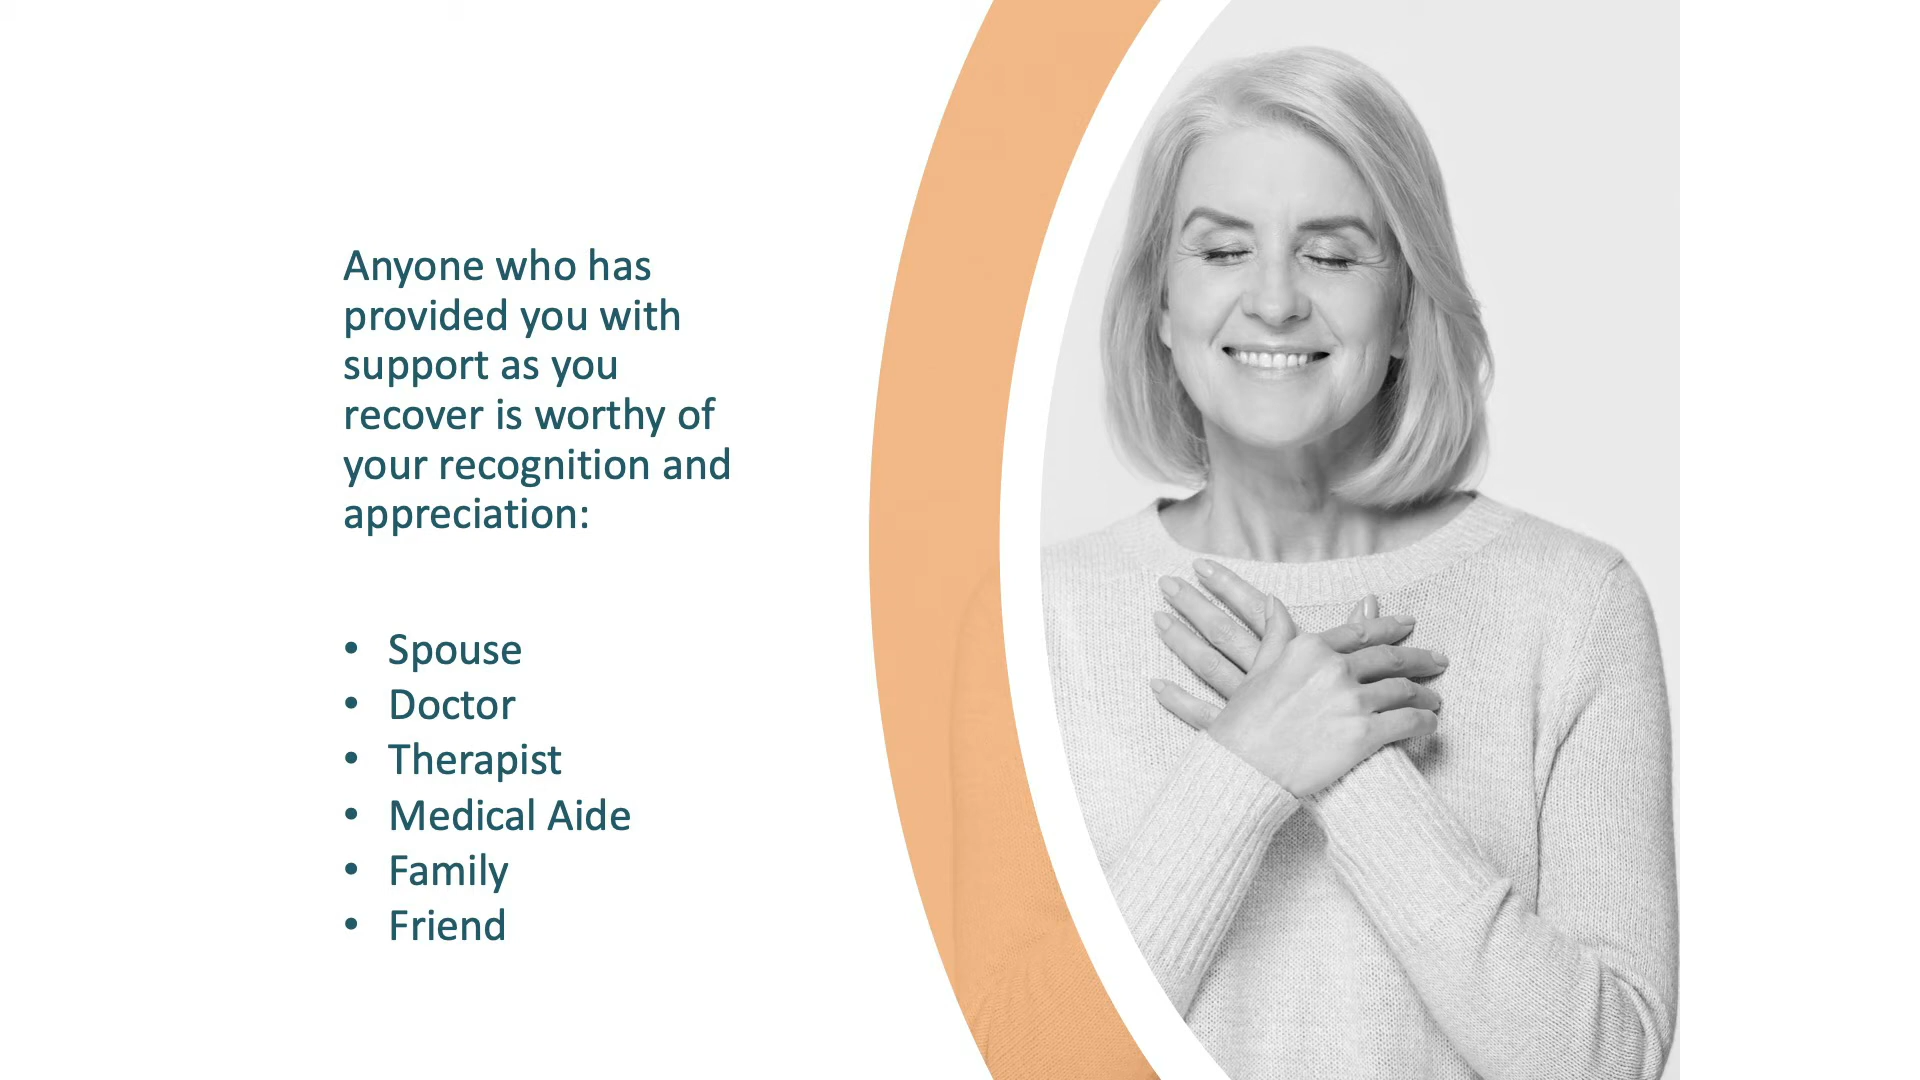 Anyone who has
provided you with
support as you
recover is worthy of
your recognition and
appreciation:
• Spouse
• Doctor
• Therapist
• Medical Aide
• Family
• Friend